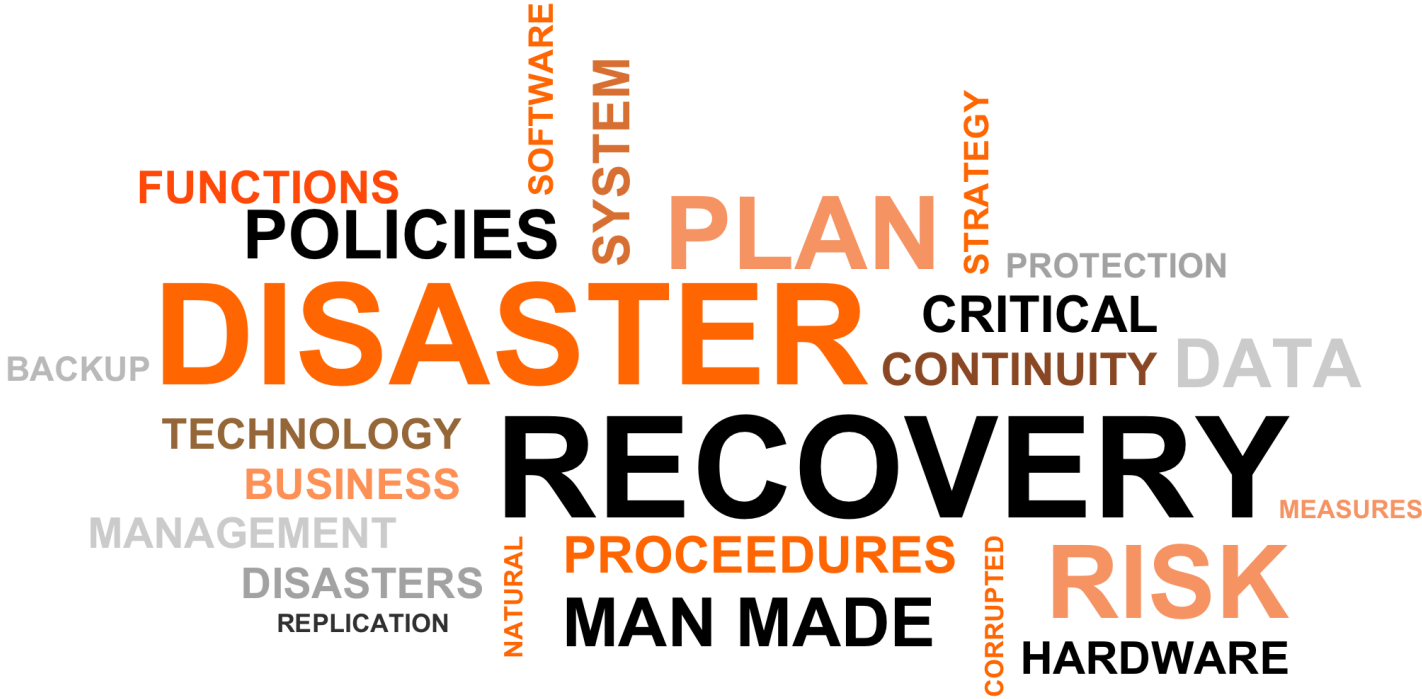 SOFTWARE
SYSTEM
STRATEGY
FUNCTIONS
POLICIES
PLAN
PROTECTION
DISASTER
CRITICAL
CONTINUITY
DATA
BACKUP
TECHNOLOGY
RECOVERY
BUSINESS
MEASURES
MANAGEMENT
NATURAL
PROCEEDURES
CORRUPTED
RISK
DISASTERS
REPLICATION
MAN MADE
HARDWARE